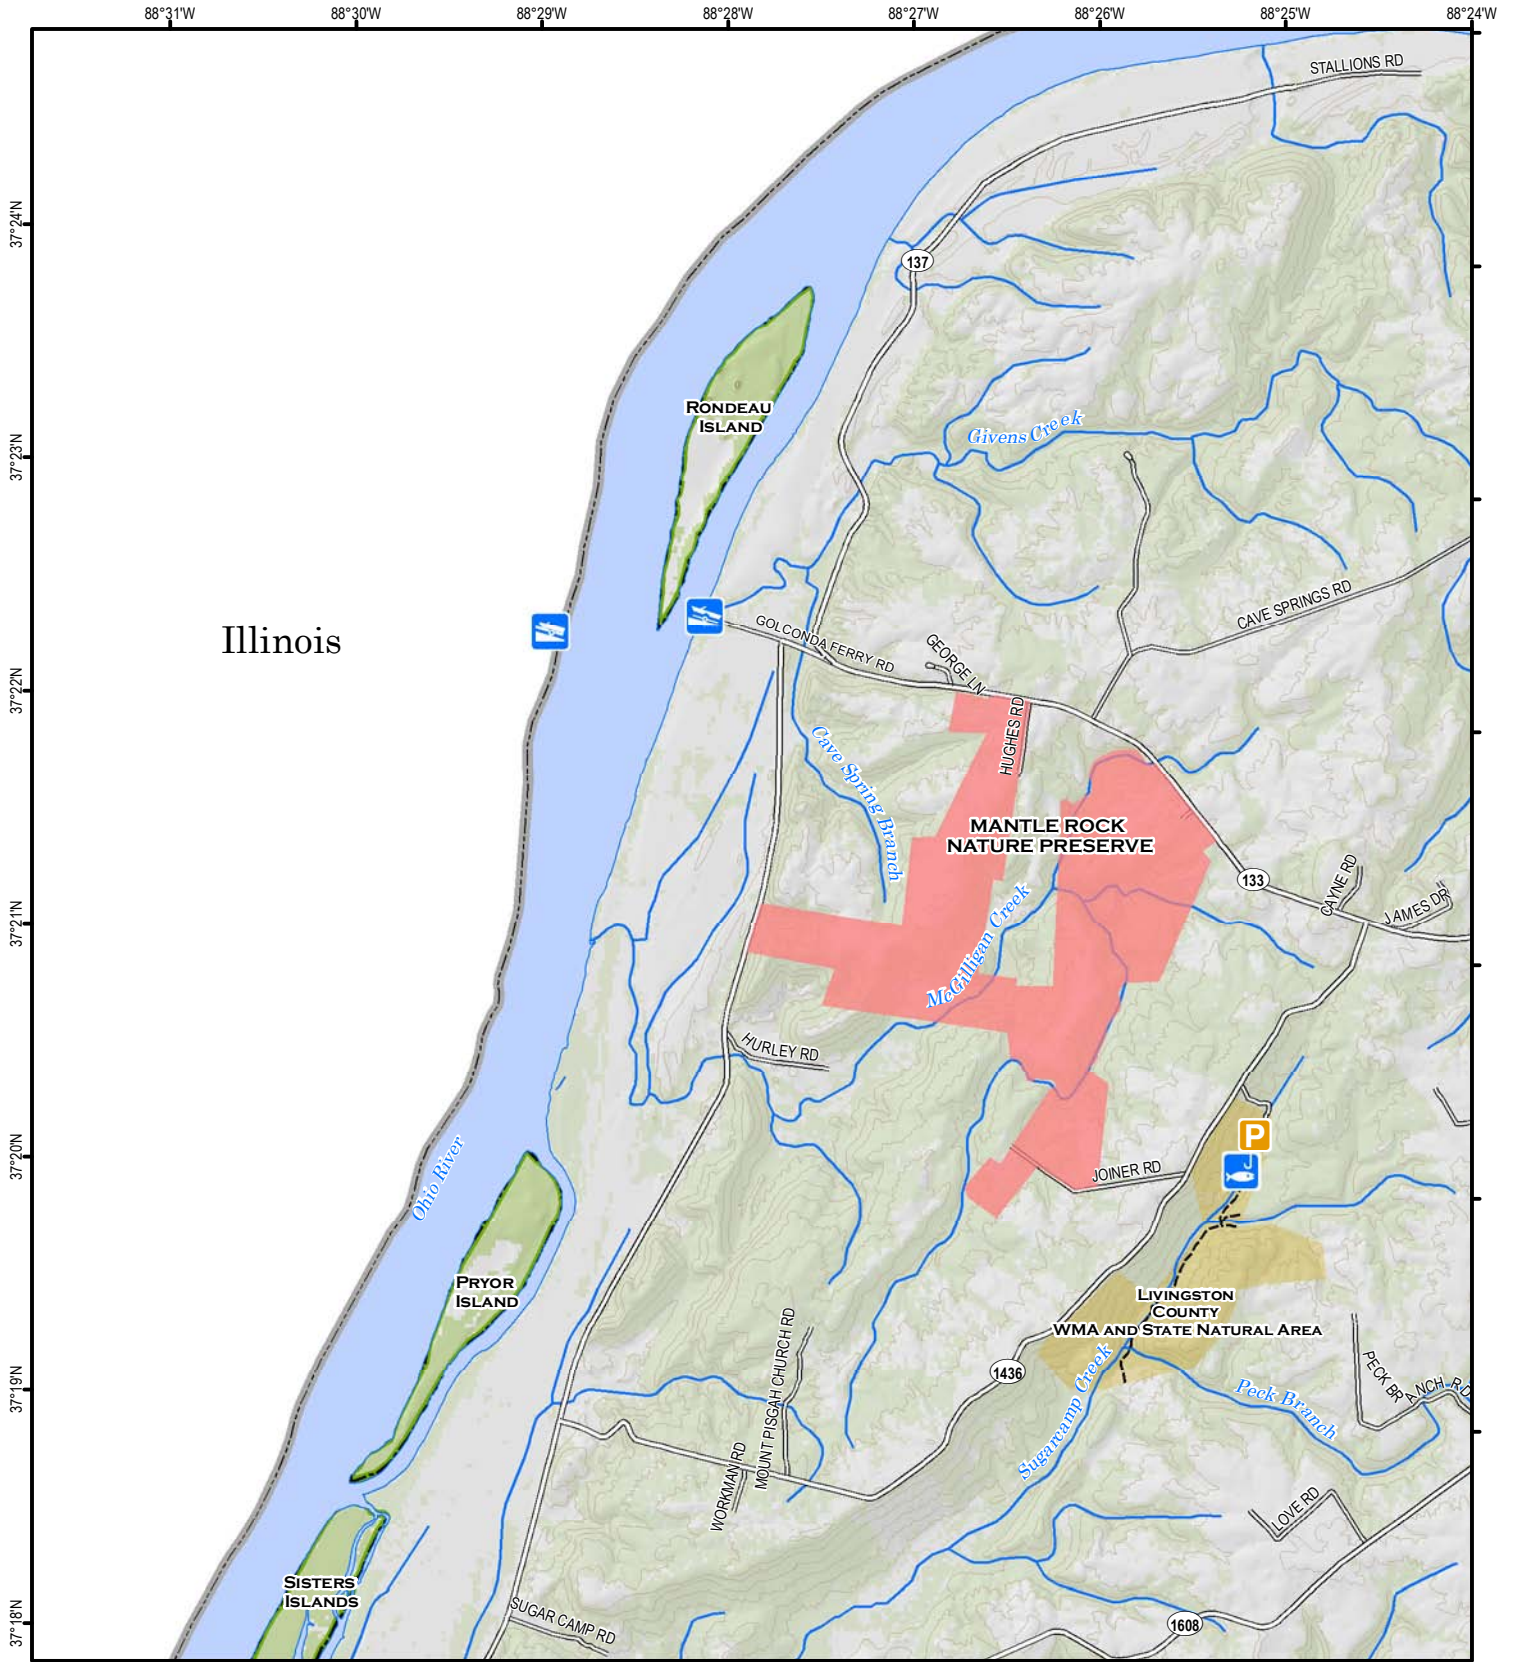 88°31'W
88°30'W
88°29'W
88°28'W
88°27'W
88°26'W
88°25'W
88°24'W
STALLIONS RD
37°24'N
137
RONDEAU
ISLAND
Givens Creek
37°23'N
CAVE SPRINGS RD
Illinois
GOLCONDA FERRY RD
GEORGE LN
37°22'N
HUGHES RD
Cave Spring Branch
MANTLE ROCK
NATURE PRESERVE
133
CAYNE RD
JAMES DR
37°21'N
McGilligan Creek
HURLEY RD
37°20'N
P
Ohio River
JOINER RD
PRYOR
ISLAND
LIVINGSTON
COUNTY
WMA AND STATE NATURAL AREA
MOUNT PISGAH CHURCH RD
37°19'N
1436
Sugarcamp Creek
Peck Branch
PECK BRANCH RD
WORKMAN RD
LOVE RD
SISTERS
ISLANDS
37°18'N
SUGAR CAMP RD
1608